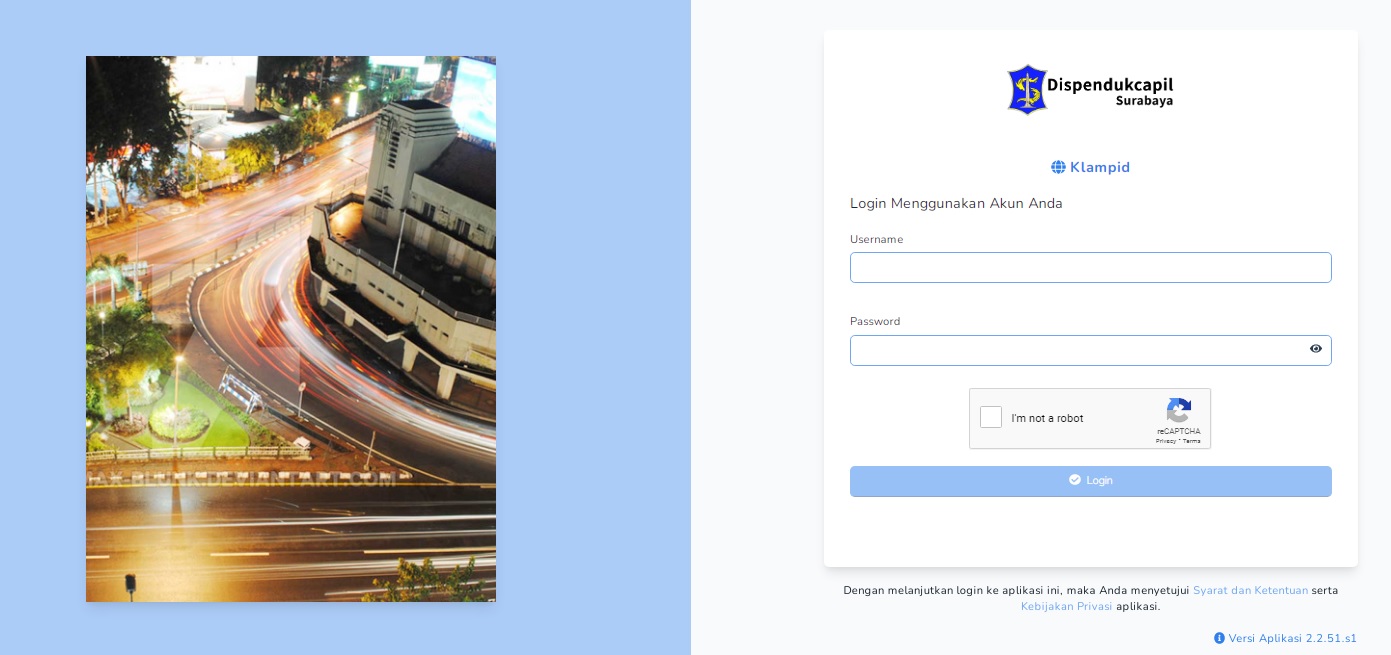 Dispendukcapil
Surabaya
Klampid
Login Menggunakan Akun Anda
Username
Password
I'm not a robot
reCAPTCHA
Privacy - Terms
Login
Dengan melanjutkan login ke aplikasi ini, maka Anda menyetujui Syarat dan Ketentuan serta
Kebijakan Privasi aplikasi.
Versi Aplikasi 2.2.51.s1